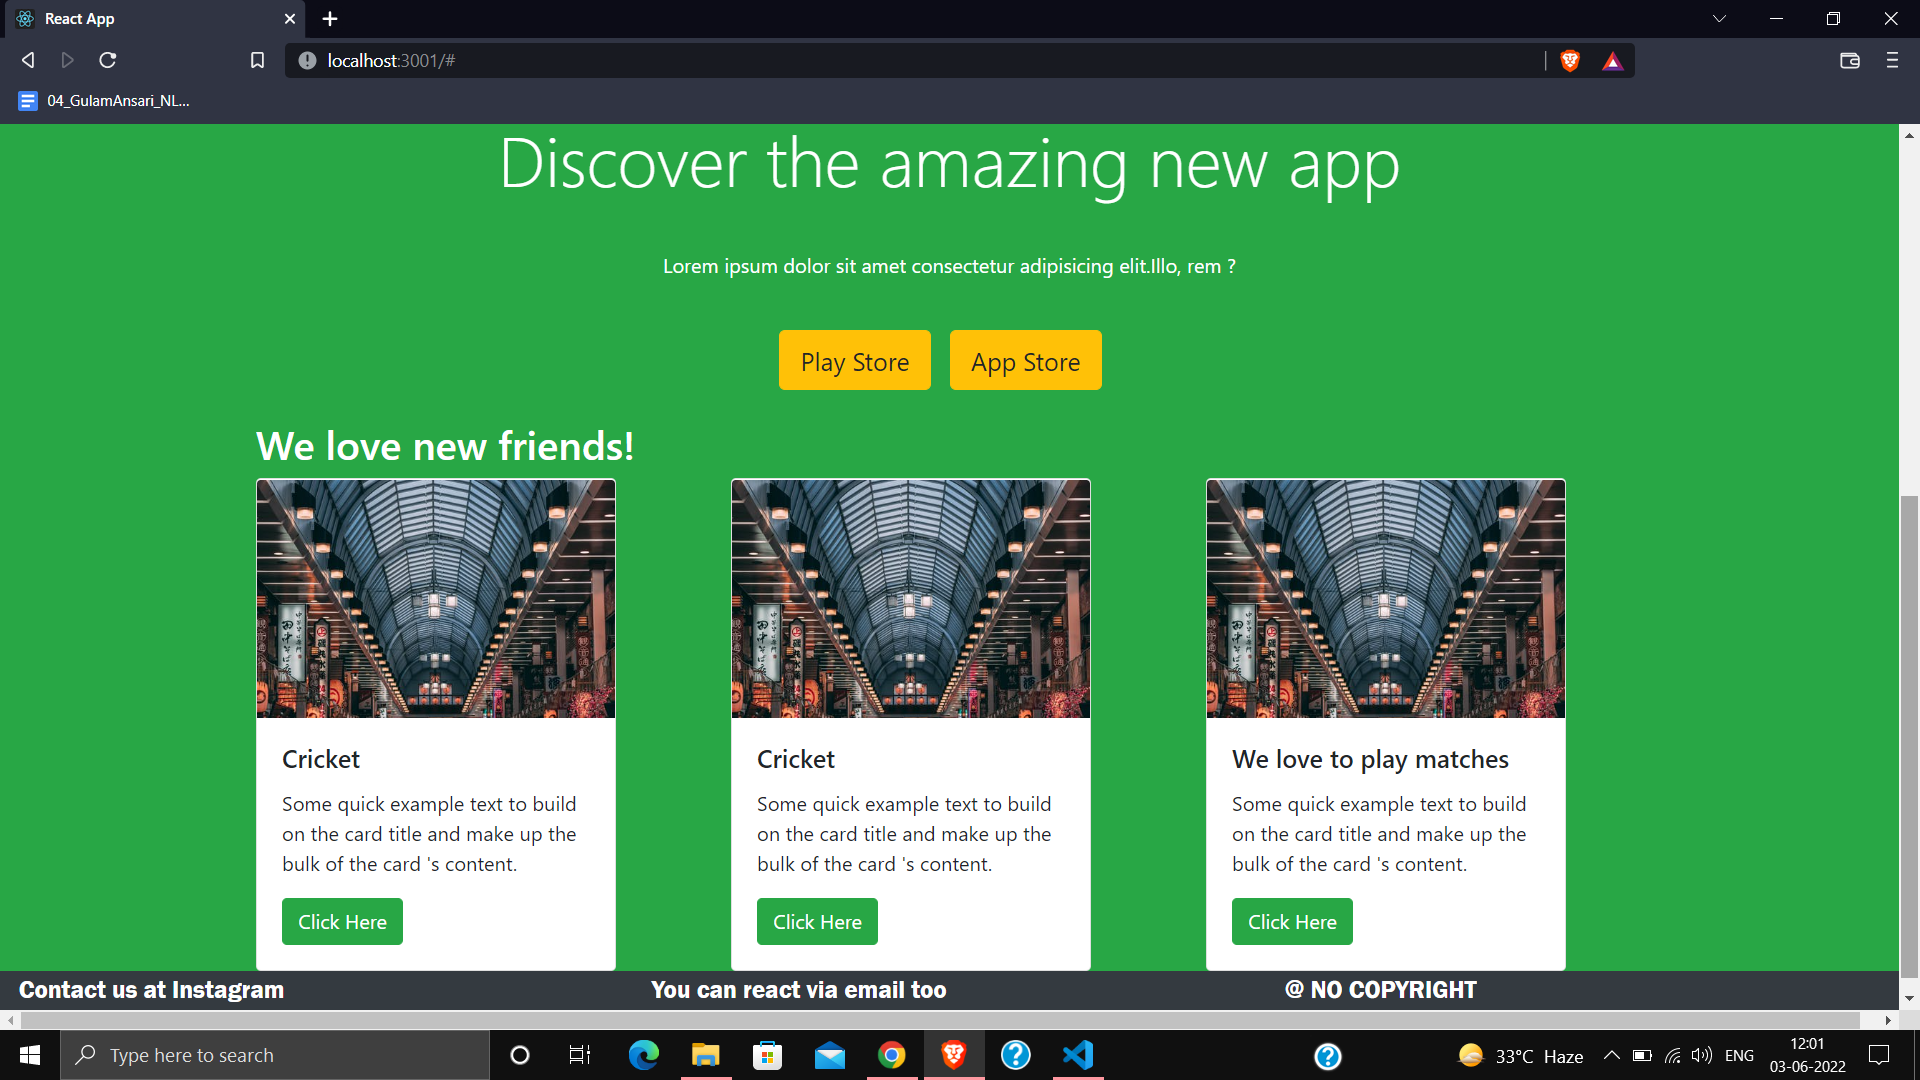 React App
localhost:3001/#
04_GulamAnsari_NL...
Discover the amazing new app
Lorem ipsum dolor sit amet consectetur adipisicing elit.Illo, rem ?
Play Store App Store
We love new friends!
Cricket
Some quick example text to build
on the card title and make up the
bulk of the card 's content.
Click Here
Cricket
Some quick example text to build
on the card title and make up the
bulk of the card 's content.
Click Here
We love to play matches
Some quick example text to build
on the card title and make up the
bulk of the card 's content.
Click Here
Contact us at Instagram You can react via email too @ NO COPYRIGHT
Type here to search
33°C Haze
ENG
12:01
03-06-2022